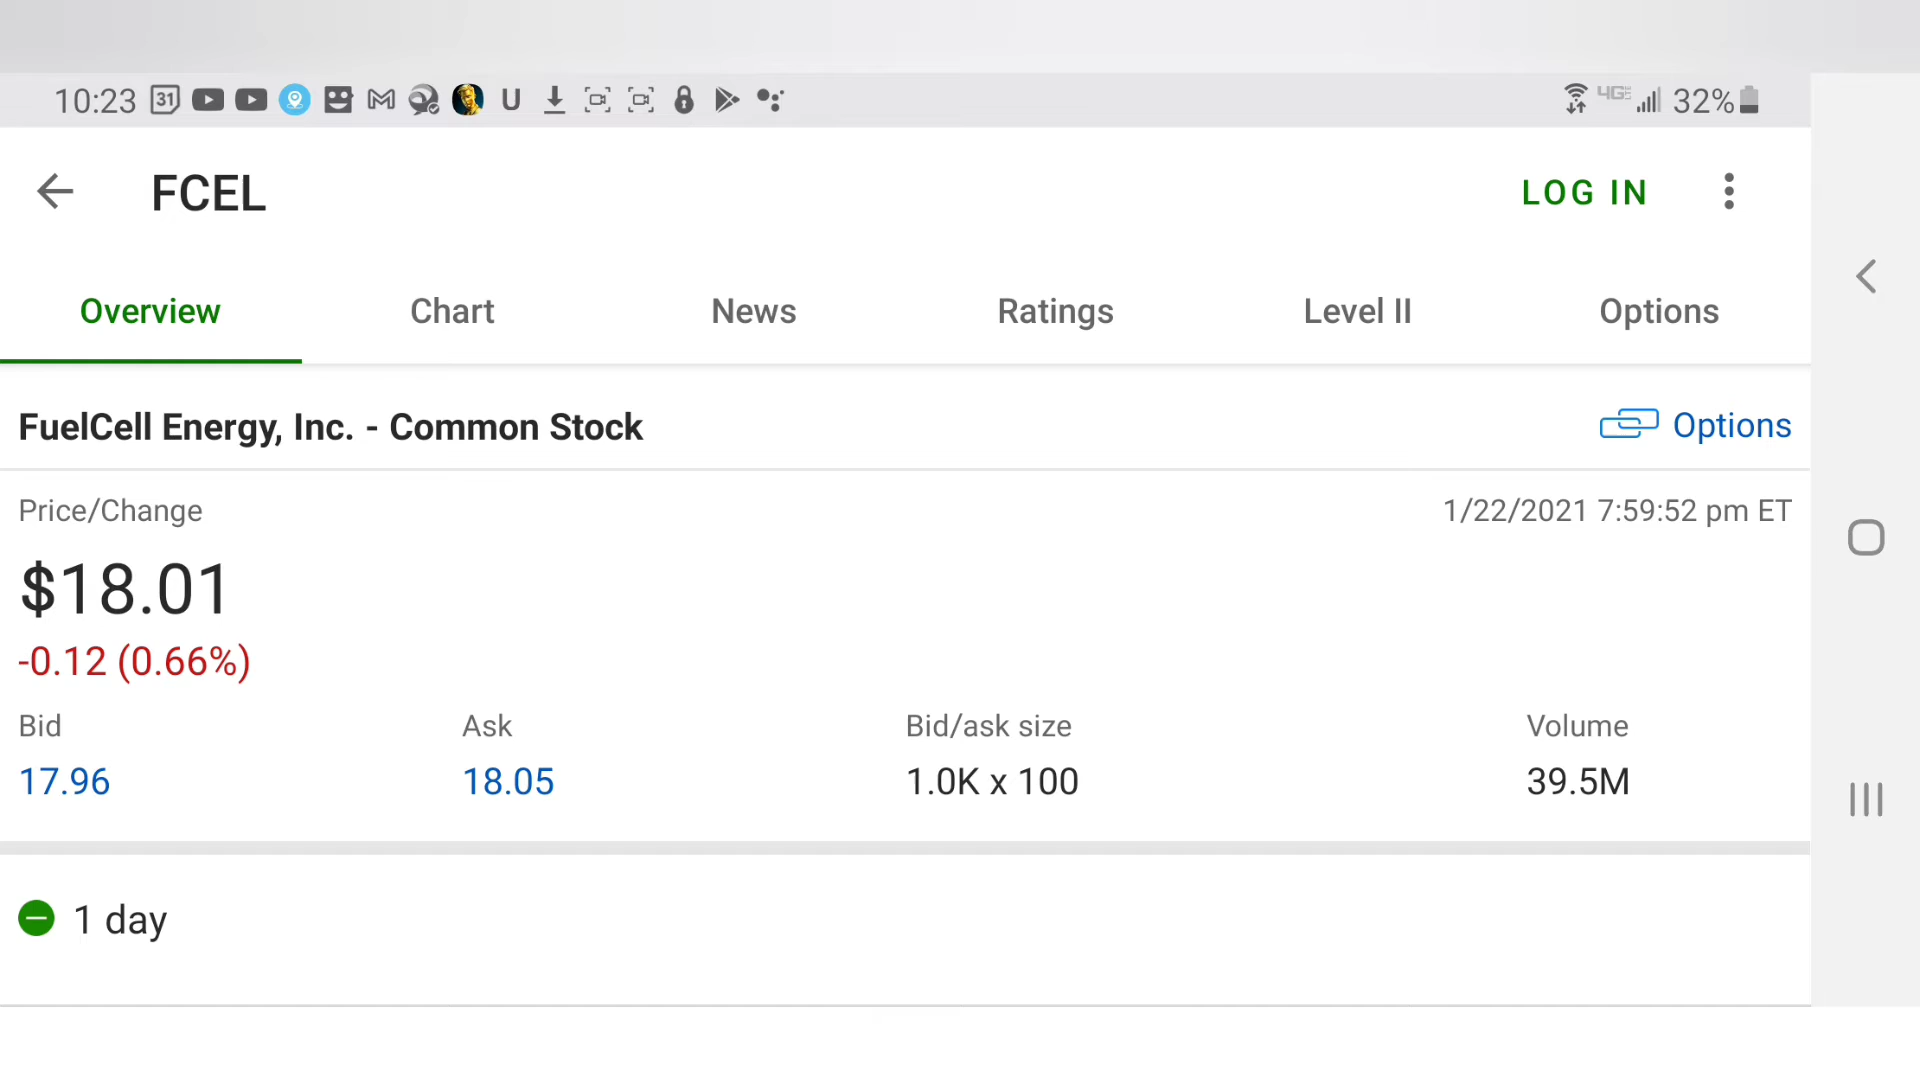 10:23 31 U 4GE 32%
FCEL LOG IN
Overview Chart News Ratings Level II Options
FuelCell Energy, Inc. - Common Stock Options
Price/Change 1/22/2021 7:59:52 pm ET
$18.01
-0.12 (0.66%)
Bid Ask Bid/ask size Volume
17.96 18.05 1.0K x 100 39.5M
1 day